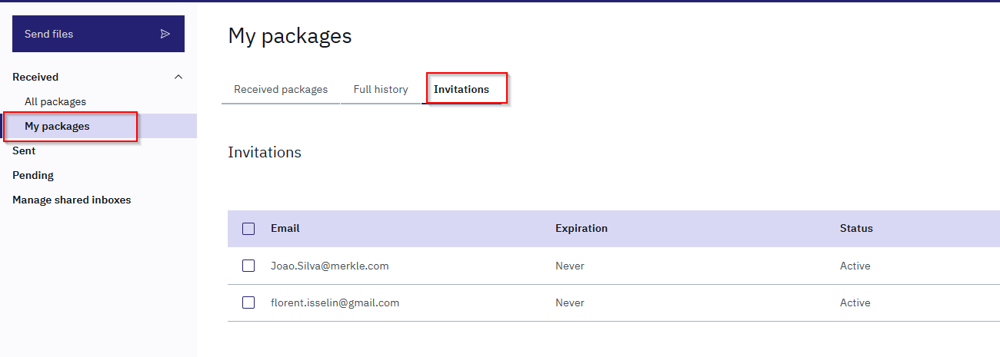 Send files
Received
All packages
My packages
Sent
Pending
Manage shared inboxes
My packages
Received packages Full history Invitations
Invitations
Email Expiration Status
Joao.Silva@merkle.com Never Active
florent.isselin@gmail.com Never Active